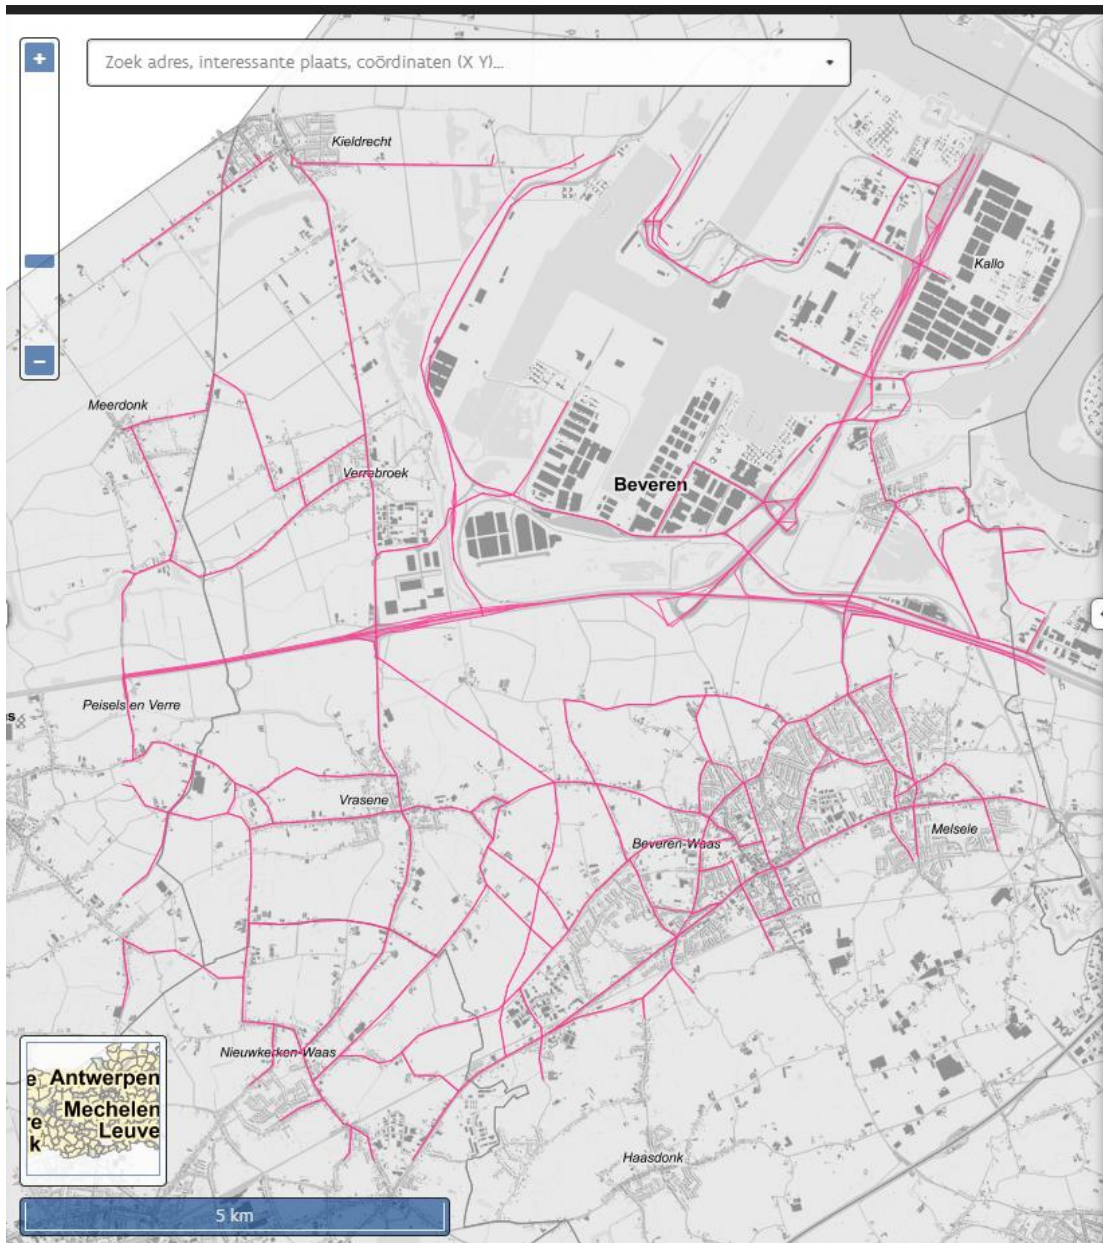 +
Zoek adres, interessante plaats, coördinaten (X Y)...
Kieldrecht
Kallo
−
Meerdonk
Verrebroek
Beveren
Peisels en Verre
Vrasene
Beveren-Waas
Melsele
Nieuwkerken-Waas
Antwerpen
Mechelen
Leuve
Haasdonk
5 km